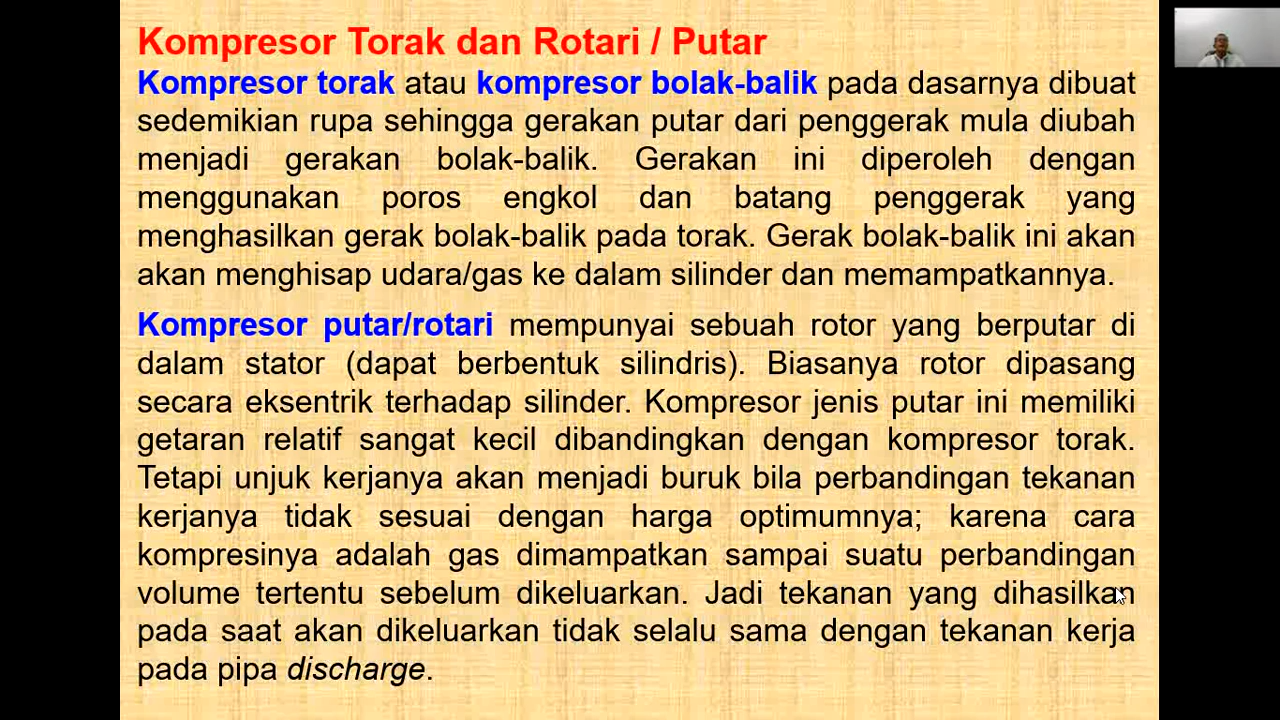 Kompresor Torak dan Rotari / Putar
Kompresor torak atau kompresor bolak-balik pada dasarnya dibuat
sedemikian rupa sehingga gerakan putar dari penggerak mula diubah
menjadi gerakan bolak-balik. Gerakan ini diperoleh dengan
menggunakan poros engkol dan batang penggerak yang
menghasilkan gerak bolak-balik pada torak. Gerak bolak-balik ini akan
akan menghisap udara/gas ke dalam silinder dan memampatkannya.
Kompresor putar/rotari mempunyai sebuah rotor yang berputar di
dalam stator (dapat berbentuk silindris). Biasanya rotor dipasang
secara eksentrik terhadap silinder. Kompresor jenis putar ini memiliki
getaran relatif sangat kecil dibandingkan dengan kompresor torak.
Tetapi unjuk kerjanya akan menjadi buruk bila perbandingan tekanan
kerjanya tidak sesuai dengan harga optimumnya; karena cara
kompresinya adalah gas dimampatkan sampai suatu perbandingan
volume tertentu sebelum dikeluarkan. Jadi tekanan yang dihasilkan
pada saat akan dikeluarkan tidak selalu sama dengan tekanan kerja
pada pipa discharge.